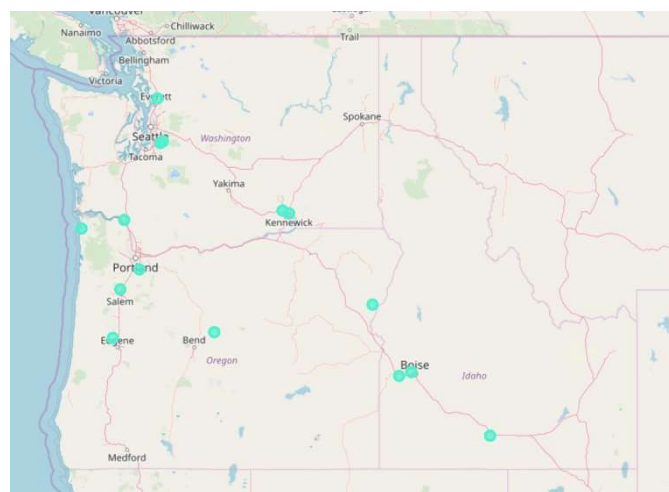 Vancouver
Chilliwack
Nanaimo
Abbotsford
Trail
Bellingham
Victoria
Everett
Spokane
Seattle
Washington
Tacoma
Yakima
Kennewick
Portland
Salem
Eugene
Bend
Oregon
Boise
Idaho
Medford